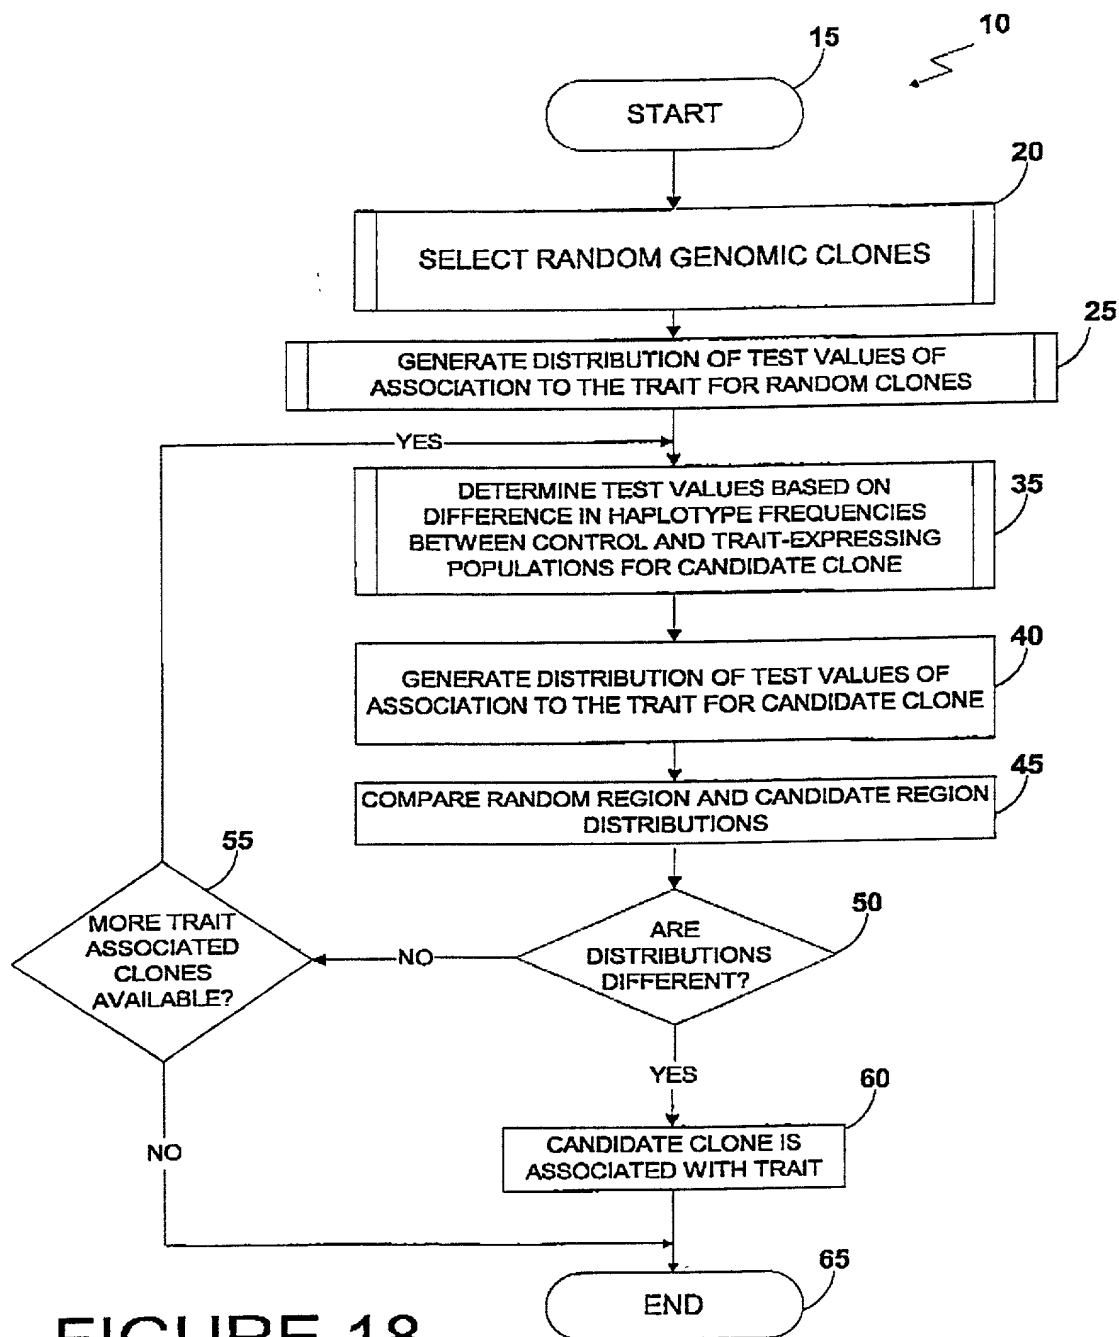 10
15
START
20
SELECT RANDOM GENOMIC CLONES
25
GENERATE DISTRIBUTION OF TEST VALUES OF
ASSOCIATION TO THE TRAIT FOR RANDOM CLONES
YES
DETERMINE TEST VALUES BASED ON
DIFFERENCE IN HAPLOTYPE FREQUENCIES
BETWEEN CONTROL AND TRAIT-EXPRESSING
POPULATIONS FOR CANDIDATE CLONE
35
40
GENERATE DISTRIBUTION OF TEST VALUES OF
ASSOCIATION TO THE TRAIT FOR CANDIDATE CLONE
45
COMPARE RANDOM REGION AND CANDIDATE REGION
DISTRIBUTIONS
50
ARE
DISTRIBUTIONS
DIFFERENT?
NO
55
MORE TRAIT
ASSOCIATED
CLONES
AVAILABLE?
YES
60
CANDIDATE CLONE IS
ASSOCIATED WITH TRAIT
NO
65
END
FIGURE 18